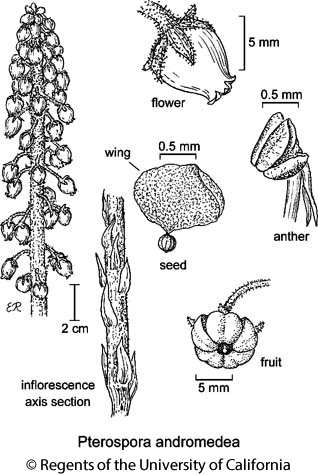 5 mm
flower
0.5 mm
wing
0.5 mm
anther
seed
ER
2 cm
fruit
5 mm
inflorescence
axis section
Pterospora andromedea
© Regents of the University of California